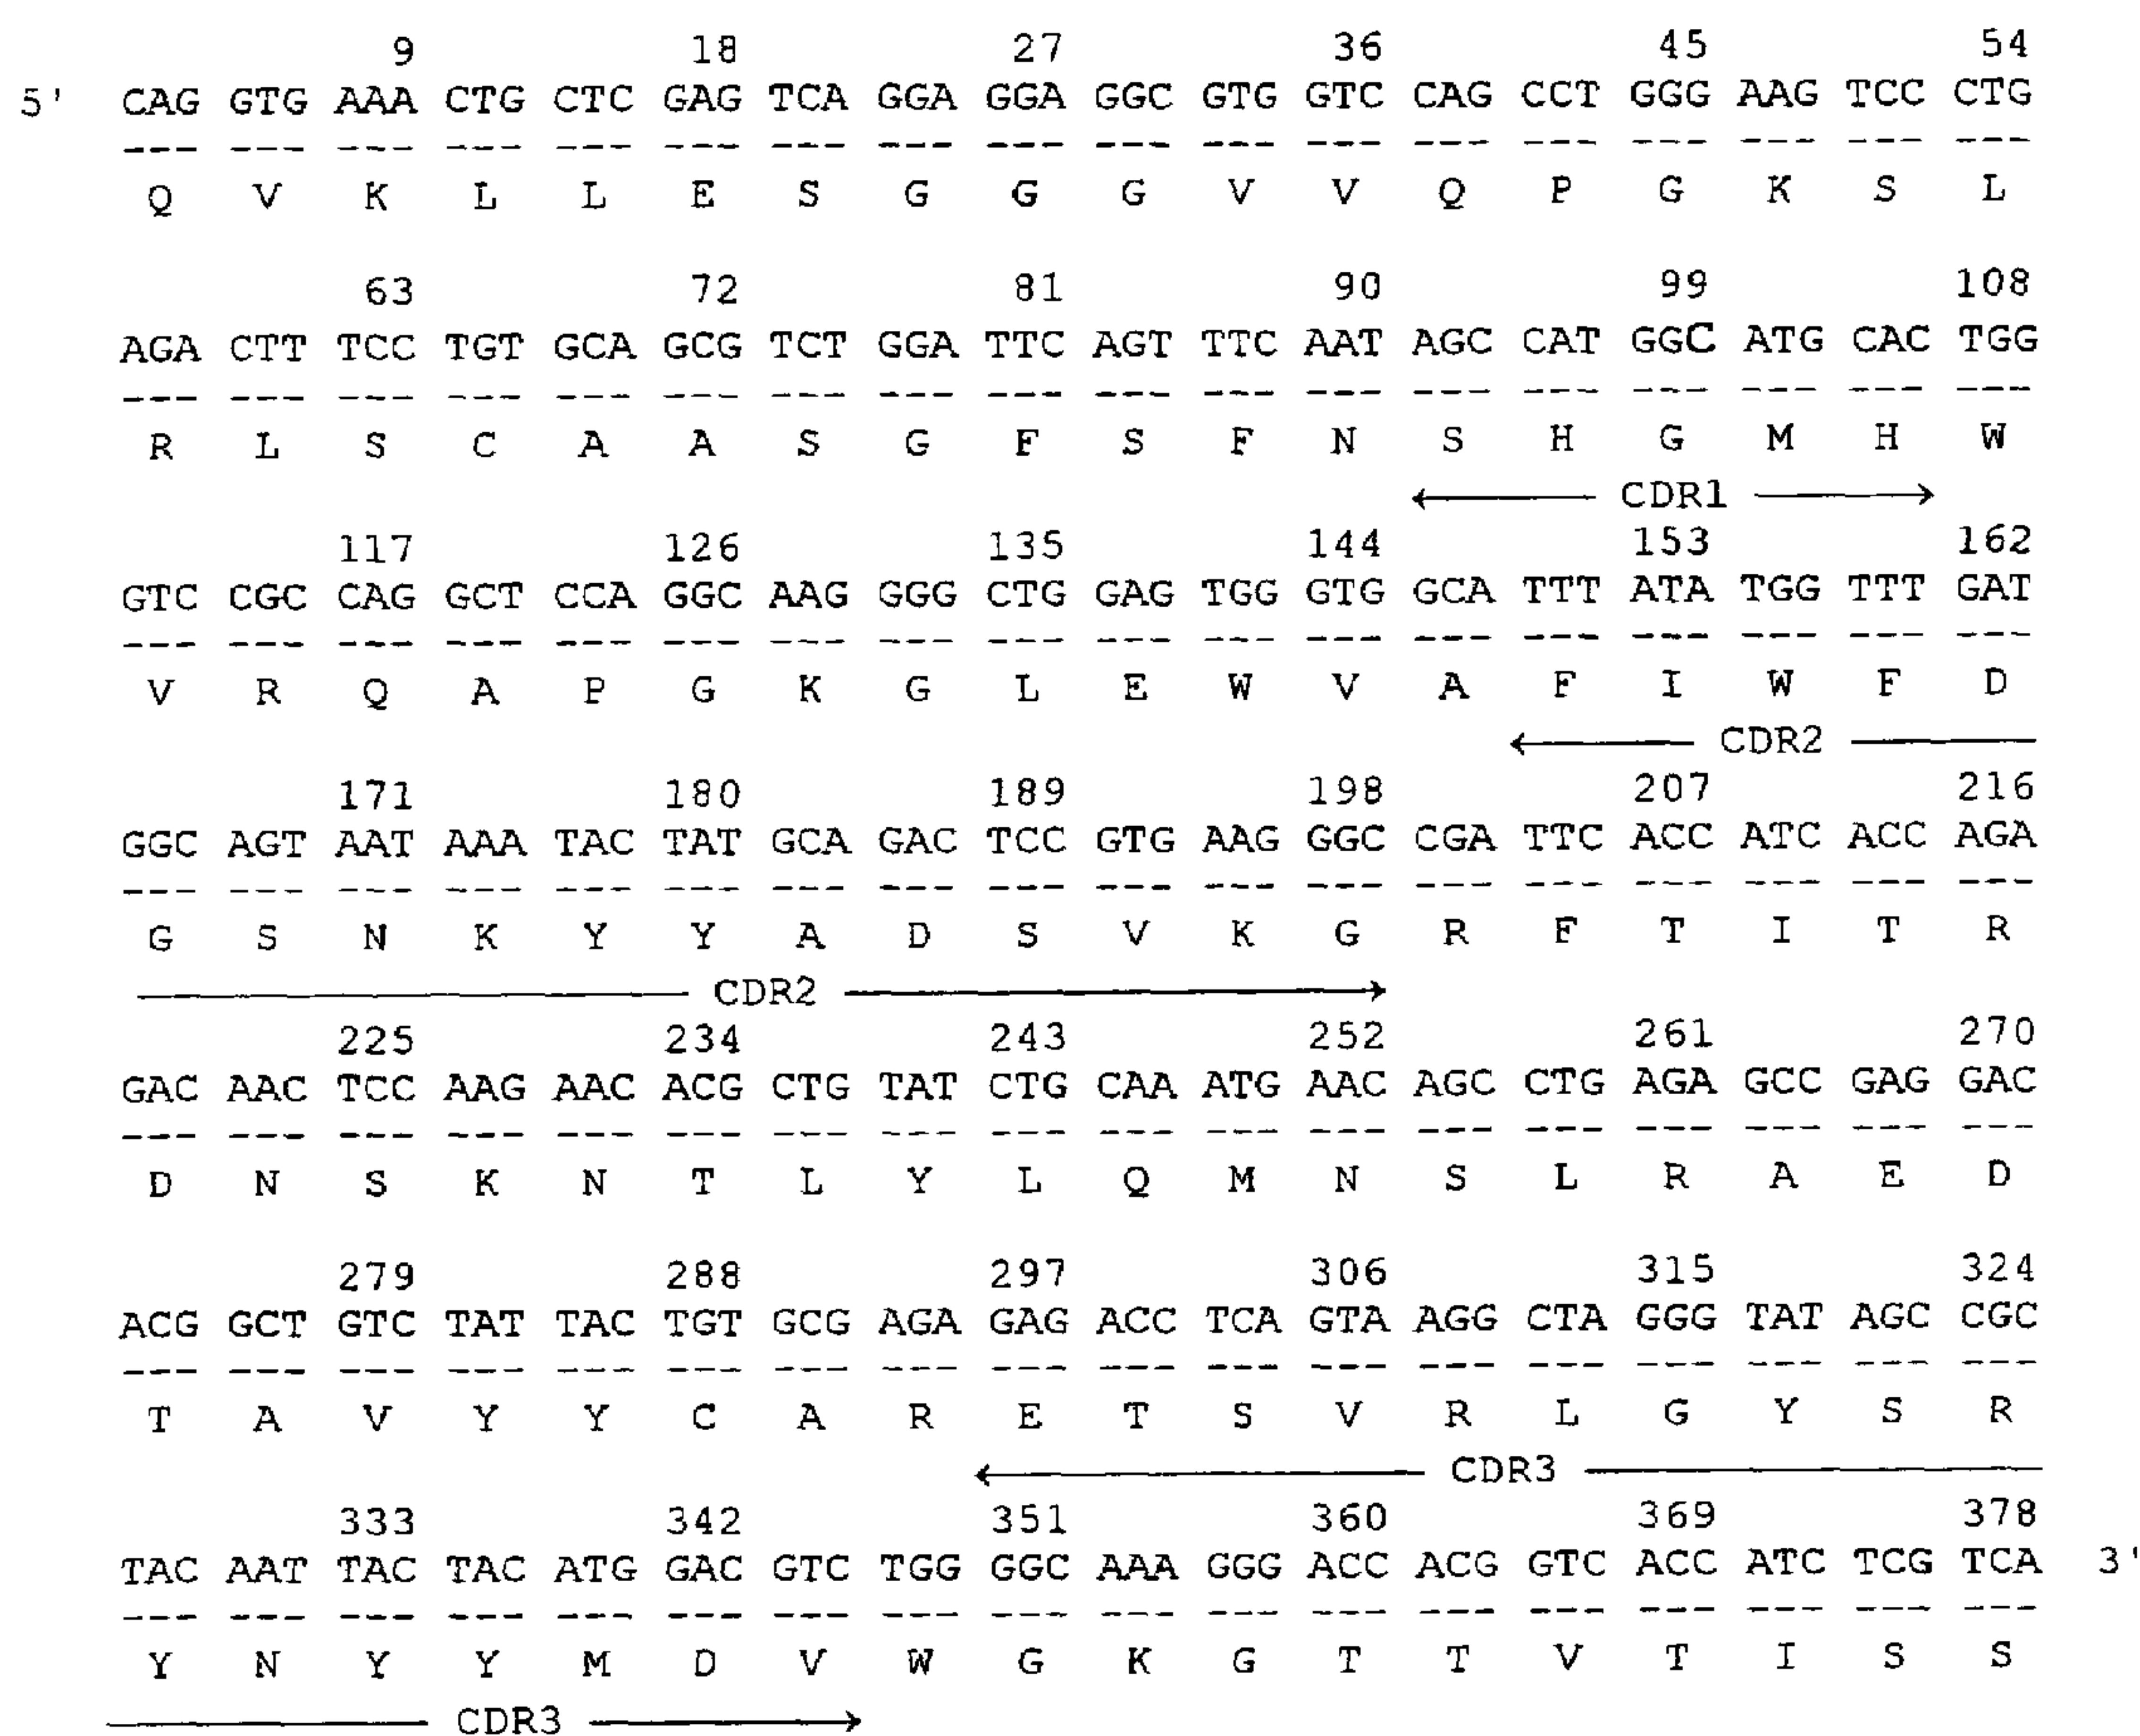 9 18 27 36 45 54
5' CAG GTG AAA CTG CTC GAG TCA GGA GGA GGC GTG GTC CAG CCT GGG AAG TCC CTG
--- --- --- --- --- --- --- --- --- --- --- --- --- --- --- --- --- ---
Q V K L L E S G G G V V Q P G K S L
63 72 81 90 99 108
AGA CTT TCC TGT GCA GCG TCT GGA TTC AGT TTC AAT AGC CAT GGC ATG CAC TGG
--- --- --- --- --- --- --- --- --- --- --- --- --- --- --- --- --- ---
R L S C A A S G F S F N S H G M H W
← CDR1 →
117 126 135 144 153 162
GTC CGC CAG GCT CCA GGC AAG GGG CTG GAG TGG GTG GCA TTT ATA TGG TTT GAT
--- --- --- --- --- --- --- --- --- --- --- --- --- --- --- --- --- ---
V R Q A P G K G L E W V A F I W F D
← CDR2
171 180 189 198 207 216
GGC AGT AAT AAA TAC TAT GCA GAC TCC GTG AAG GGC CGA TTC ACC ATC ACC AGA
--- --- --- --- --- --- --- --- --- --- --- --- --- --- --- --- --- ---
G S N K Y Y A D S V K G R F T I T R
CDR2 →
225 234 243 252 261 270
GAC AAC TCC AAG AAC ACG CTG TAT CTG CAA ATG AAC AGC CTG AGA GCC GAG GAC
--- --- --- --- --- --- --- --- --- --- --- --- --- --- --- --- --- ---
D N S K N T L Y L Q M N S L R A E D
279 288 297 306 315 324
ACG GCT GTC TAT TAC TGT GCG AGA GAG ACC TCA GTA AGG CTA GGG TAT AGC CGC
--- --- --- --- --- --- --- --- --- --- --- --- --- --- --- --- --- ---
T A V Y Y C A R E T S V R L G Y S R
← CDR3
333 342 351 360 369 378
TAC AAT TAC TAC ATG GAC GTC TGG GGC AAA GGG ACC ACG GTC ACC ATC TCG TCA 3'
--- --- --- --- --- --- --- --- --- --- --- --- --- --- --- --- --- ---
Y N Y Y M D V W G K G T T V T I S S
CDR3 →